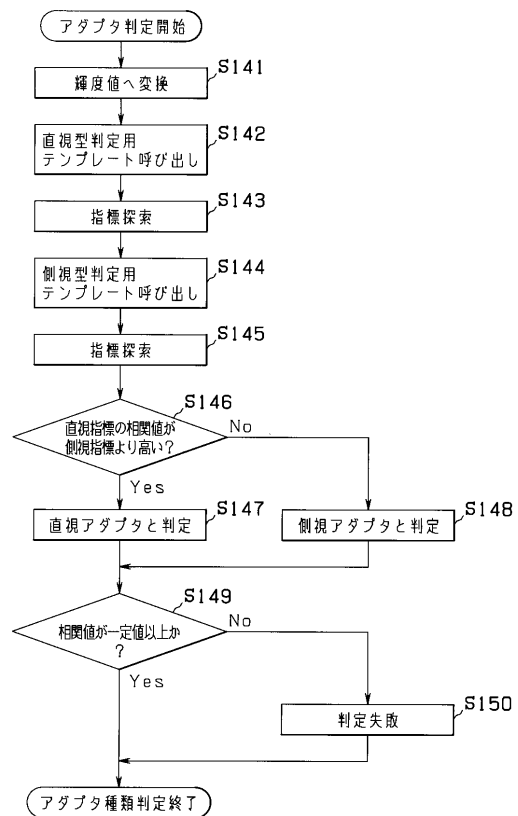 アダプタ判定開始
S141
輝度値へ変換
S142
直視型判定用
テンプレート呼び出し
S143
指標探索
S144
側視型判定用
テンプレート呼び出し
S145
指標探索
S146
直視指標の相関値が
側視指標より高い?
No
Yes
S147
直視アダプタと判定
S148
側視アダプタと判定
S149
相関値が一定値以上か
?
No
Yes
S150
判定失敗
アダプタ種類判定終了